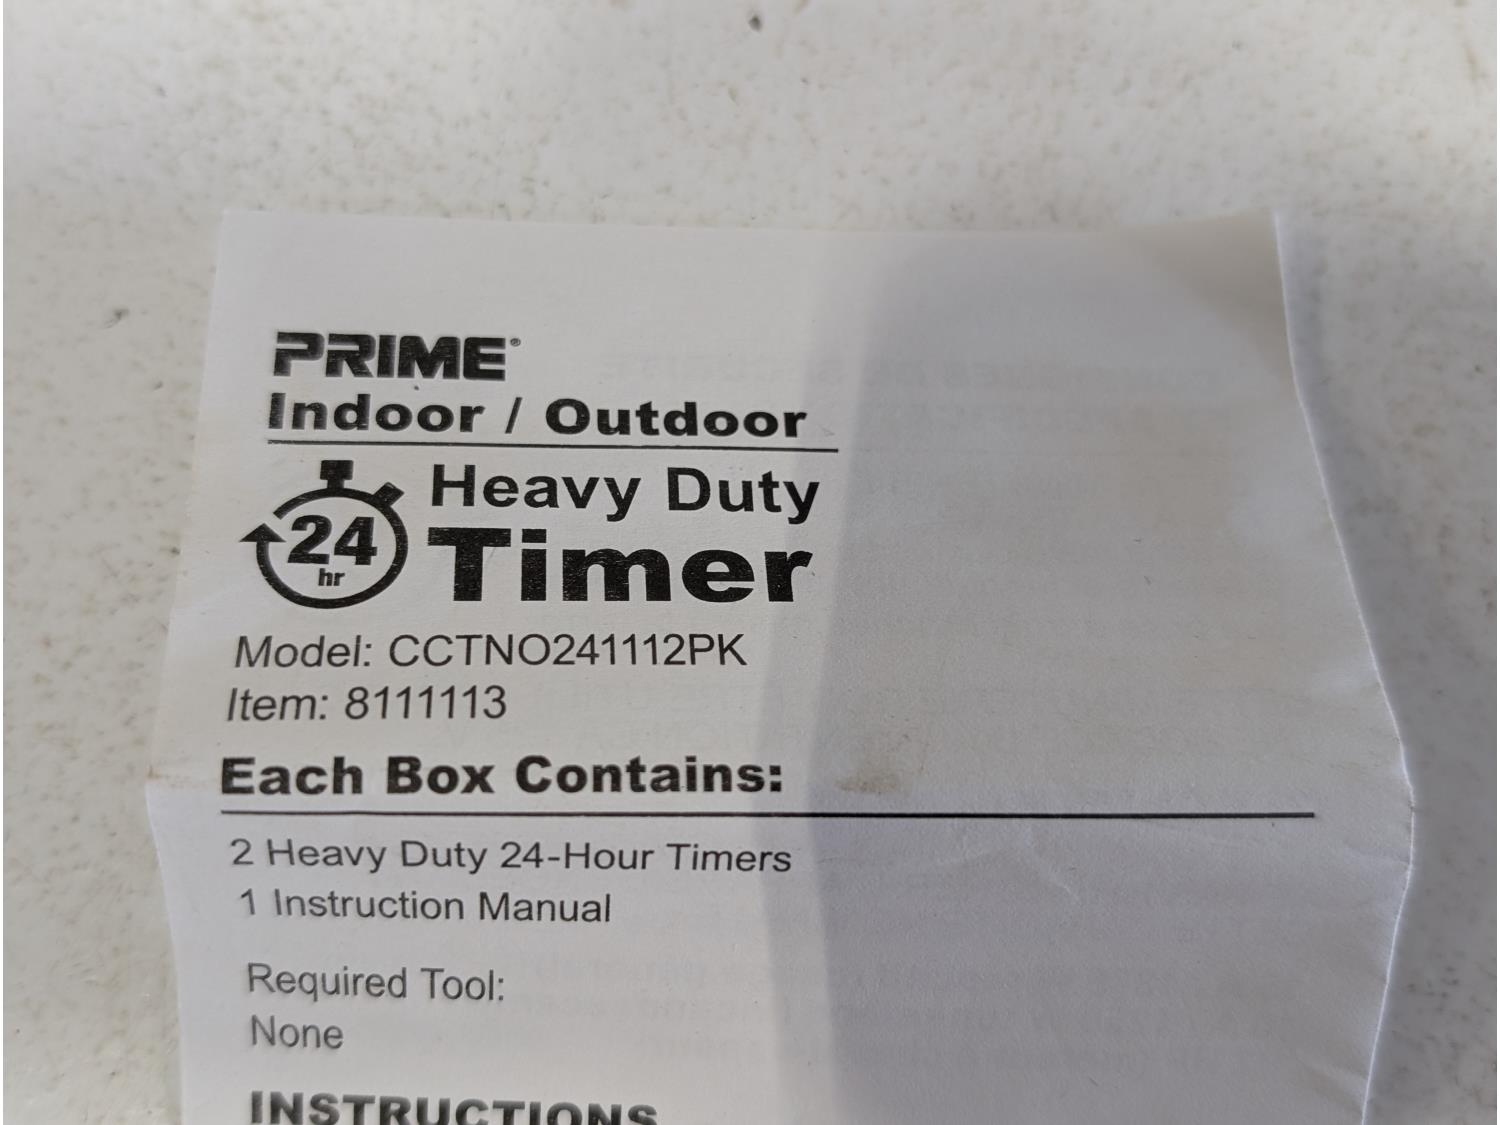 PRIME®
Indoor / Outdoor
24 hr
Heavy Duty
Timer
Model: CCTNO241112PK
Item: 8111113
Each Box Contains:
2 Heavy Duty 24-Hour Timers
1 Instruction Manual
Required Tool:
None
INSTRUCTIONS